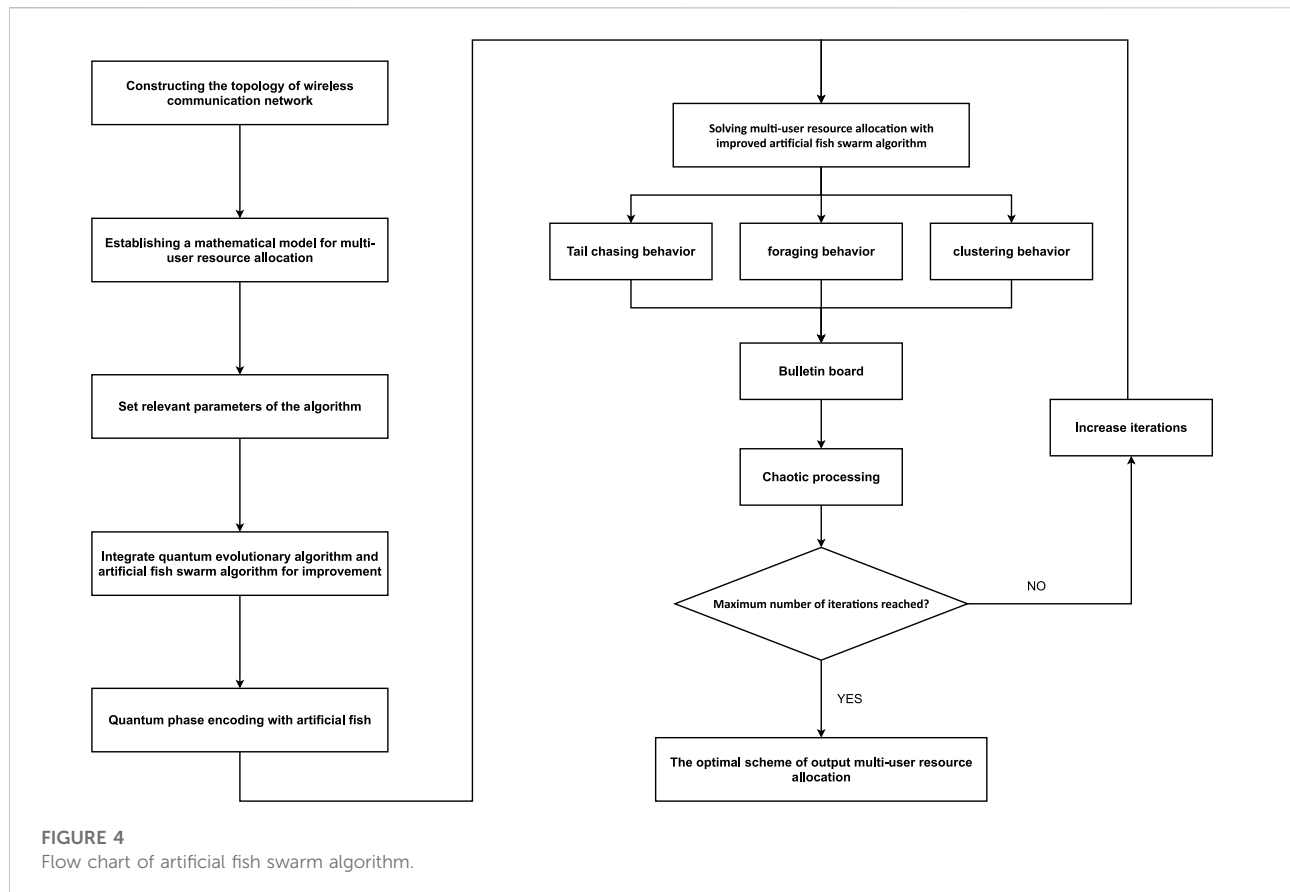 Constructing the topology of wireless
communication network
Establishing a mathematical model for multi-
user resource allocation
Set relevant parameters of the algorithm
Integrate quantum evolutionary algorithm and
artificial fish swarm algorithm for improvement
Quantum phase encoding with artificial fish
Solving multi-user resource allocation with
improved artificial fish swarm algorithm
Tail chasing behavior
foraging behavior
clustering behavior
Bulletin board
Chaotic processing
Increase iterations
Maximum number of iterations reached?
NO
YES
The optimal scheme of output multi-user resource
allocation
FIGURE 4
Flow chart of artificial fish swarm algorithm.